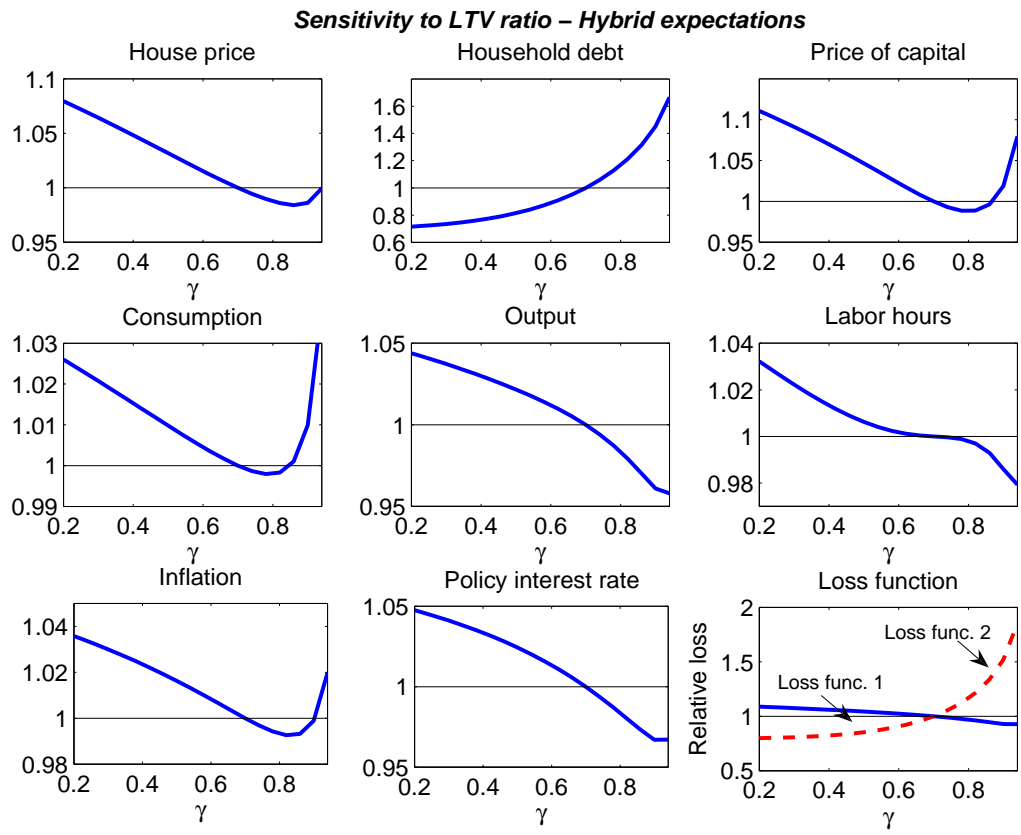 Sensitivity to LTV ratio – Hybrid expectations
House price
1.1
1.05
1
0.95
0.2 0.4 0.6 0.8
γ
Household debt
1.6
1.4
1.2
1
0.8
0.6
0.2 0.4 0.6 0.8
γ
Price of capital
1.1
1.05
1
0.95
0.2 0.4 0.6 0.8
γ
Consumption
1.03
1.02
1.01
1
0.99
0.2 0.4 0.6 0.8
γ
Output
1.05
1
0.95
0.2 0.4 0.6 0.8
γ
Labor hours
1.04
1.02
1
0.98
0.2 0.4 0.6 0.8
γ
Inflation
1.04
1.02
1
0.98
0.2 0.4 0.6 0.8
γ
Policy interest rate
1.05
1
0.95
0.2 0.4 0.6 0.8
γ
Loss function
Relative loss
2
1.5
1
0.5
Loss func. 2
Loss func. 1
0.2 0.4 0.6 0.8
γ